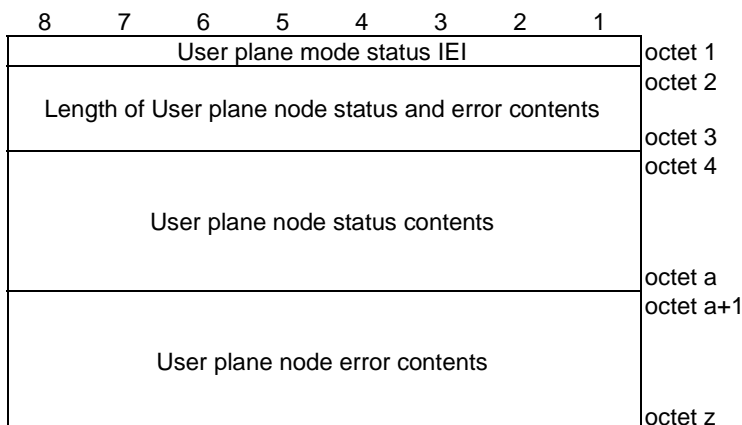 8 7 6 5 4 3 2 1
User plane mode status IEI octet 1
octet 2
Length of User plane node status and error contents
octet 3
octet 4
User plane node status contents
octet a
octet a+1
User plane node error contents
octet z